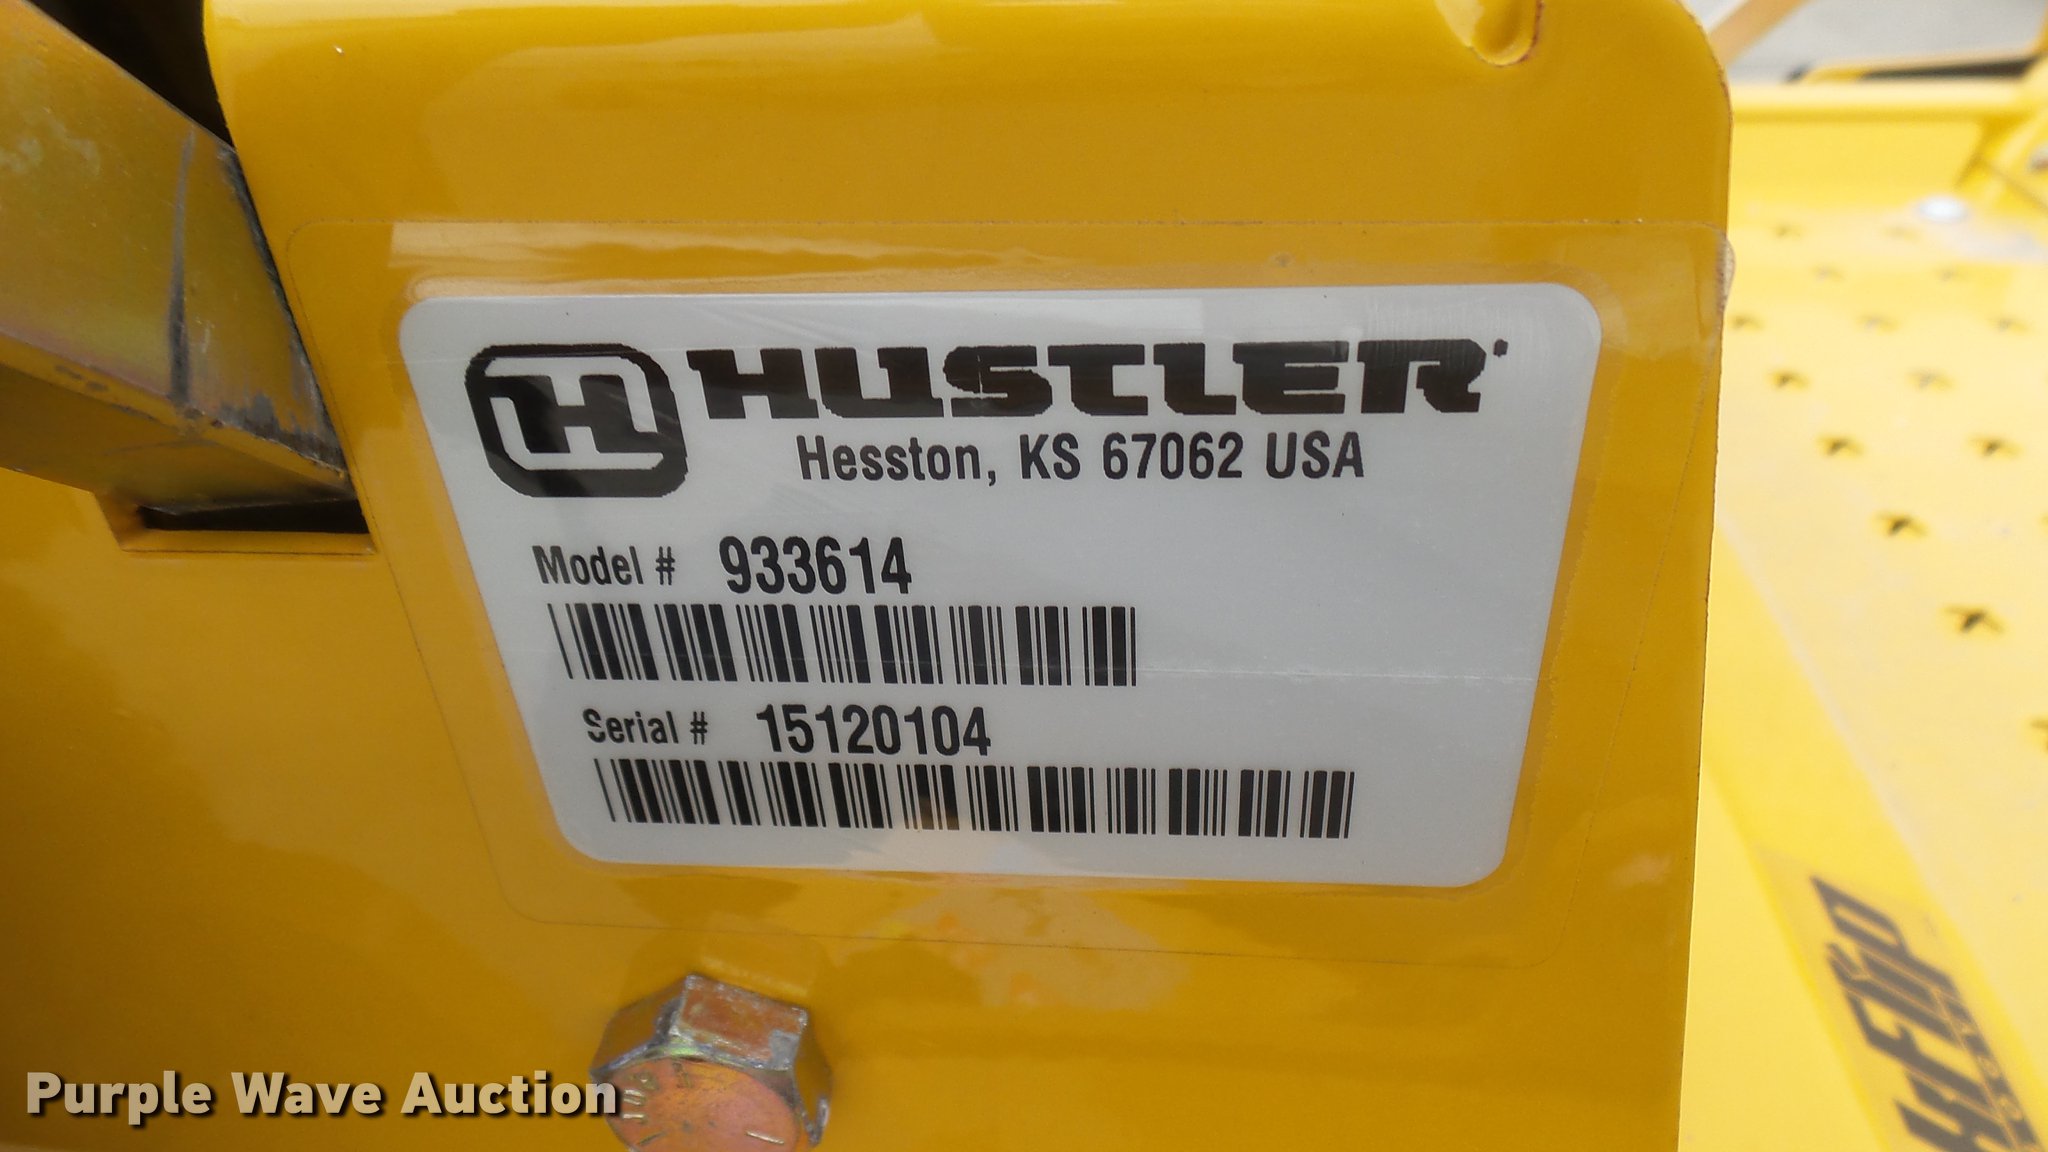 HUSTLER
Hesston, KS 67062 USA
Model # 933614
Serial # 15120104
Purple Wave Auction